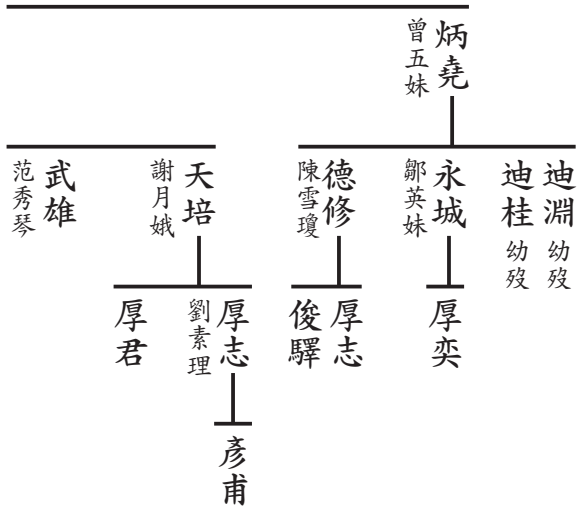 炳堯
曾五妹
迪淵 幼歿
迪桂 幼歿
永城
鄒英妹
德修
陳雪瓊
天培
謝月娥
武雄
范秀琴
厚奕
厚志
俊驛
厚志
劉素理
厚君
彥甫